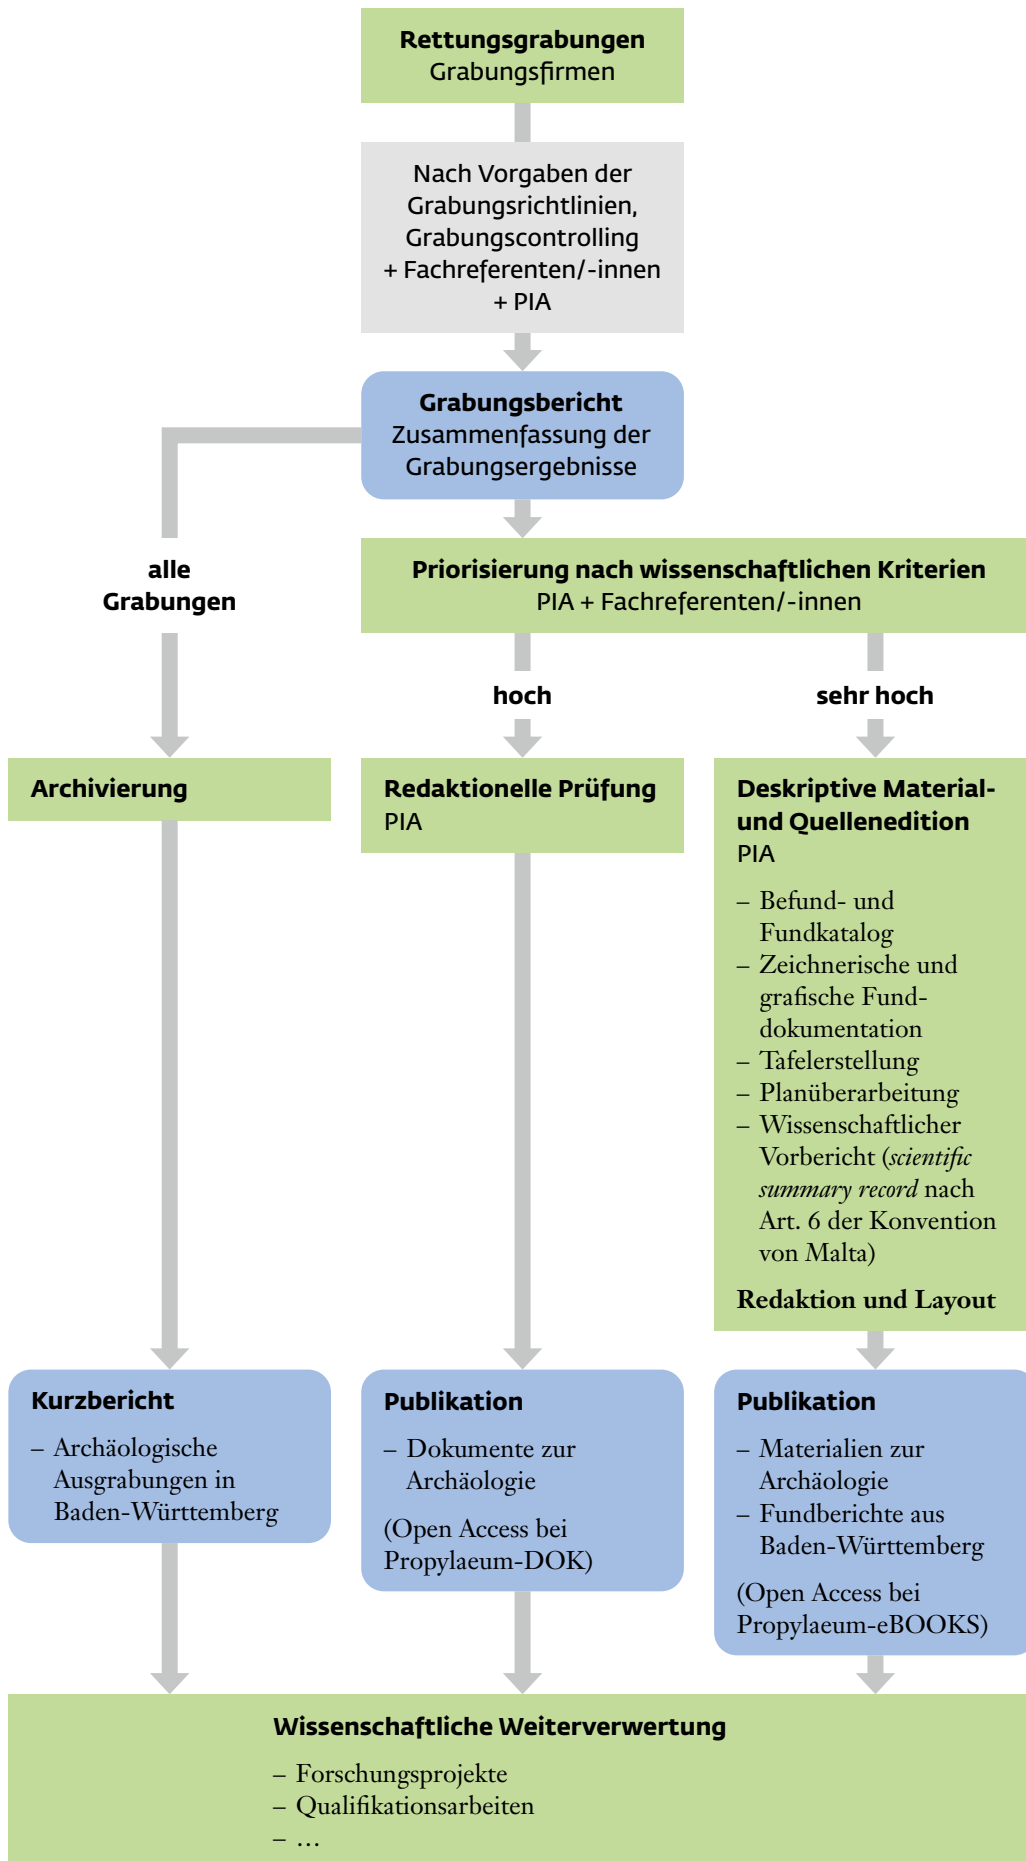 Rettungsgrabungen
Grabungsfirmen
Nach Vorgaben der
Grabungsrichtlinien,
Grabungscontrolling
+ Fachreferenten/-innen
+ PIA
Grabungsbericht
Zusammenfassung der
Grabungsergebnisse
alle
Grabungen
Priorisierung nach wissenschaftlichen Kriterien
PIA + Fachreferenten/-innen
hoch
sehr hoch
Archivierung
Redaktionelle Prüfung
PIA
Deskriptive Material-
und Quellenedition
PIA
– Befund- und
Fundkatalog
– Zeichnerische und
grafische Fund-
dokumentation
– Tafelerstellung
– Planüberarbeitung
– Wissenschaftlicher
Vorbericht (scientific
summary record nach
Art. 6 der Konvention
von Malta)
Redaktion und Layout
Kurzbericht
– Archäologische
Ausgrabungen in
Baden-Württemberg
Publikation
– Dokumente zur
Archäologie
(Open Access bei
Propylaeum-DOK)
Publikation
– Materialien zur
Archäologie
– Fundberichte aus
Baden-Württemberg
(Open Access bei
Propylaeum-eBOOKS)
Wissenschaftliche Weiterverwertung
– Forschungsprojekte
– Qualifikationsarbeiten
– …